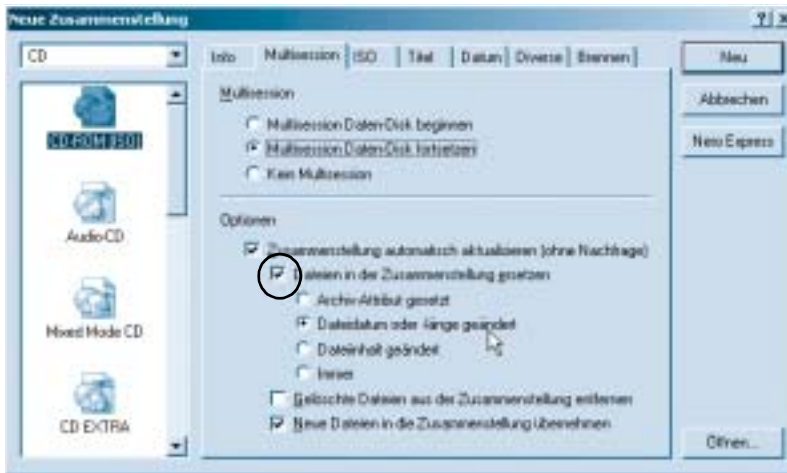 Neue Zusammenstellung
CD
CD-ROM (ISO)
Audio-CD
Mixed Mode CD
CD EXTRA
Info Multisession ISO Titel Datum Diverse Brennen
Multisession
Multisession Daten-Disk beginnen
Multisession Daten-Disk fortsetzen
Kein Multisession
Optionen
Zusammenstellung automatisch aktualisieren (ohne Nachfrage)
Dateien in der Zusammenstellung ersetzen
Archiv-Attribut gesetzt
Dateidatum oder -länge geändert
Dateiinhalt geändert
Immer
Gelöschte Dateien aus der Zusammenstellung entfernen
Neue Dateien in die Zusammenstellung übernehmen
Neu
Abbrechen
Nero Express
Öffnen...